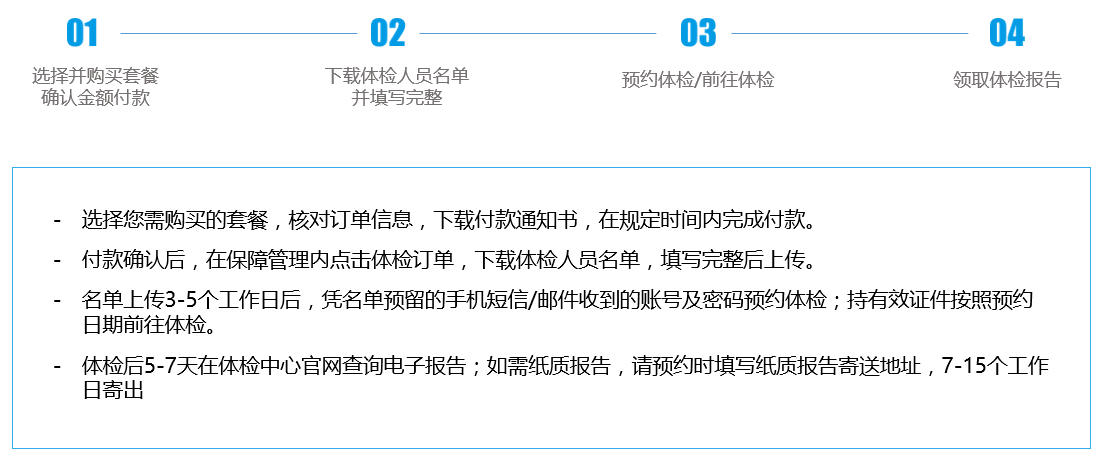 01
02
03
04
选择并购买套餐
确认金额付款
下载体检人员名单
并填写完整
预约体检/前往体检
领取体检报告
- 选择您需购买的套餐，核对订单信息，下载付款通知书，在规定时间内完成付款。
- 付款确认后，在保障管理内点击体检订单，下载体检人员名单，填写完整后上传。
- 名单上传3-5个工作日后，凭名单预留的手机短信/邮件收到的账号及密码预约体检；持有效证件按照预约
日期前往体检。
- 体检后5-7天在体检中心官网查询电子报告；如需纸质报告，请预约时填写纸质报告寄送地址，7-15个工作
日寄出